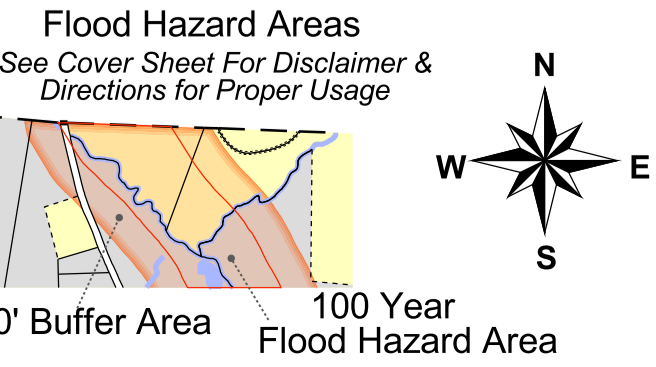 Flood Hazard Areas
See Cover Sheet For Disclaimer &
Directions for Proper Usage
N
W E
S
0' Buffer Area
100 Year
Flood Hazard Area